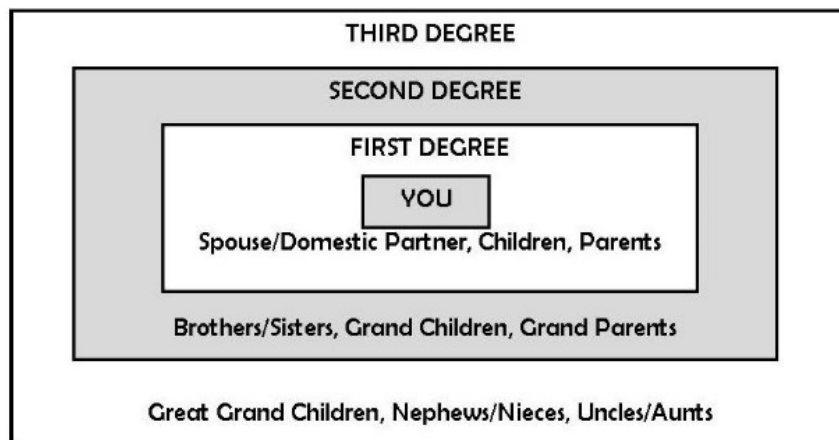 THIRD DEGREE
SECOND DEGREE
FIRST DEGREE
YOU
Spouse/Domestic Partner, Children, Parents
Brothers/Sisters, Grand Children, Grand Parents
Great Grand Children, Nephews/Nieces, Uncles/Aunts